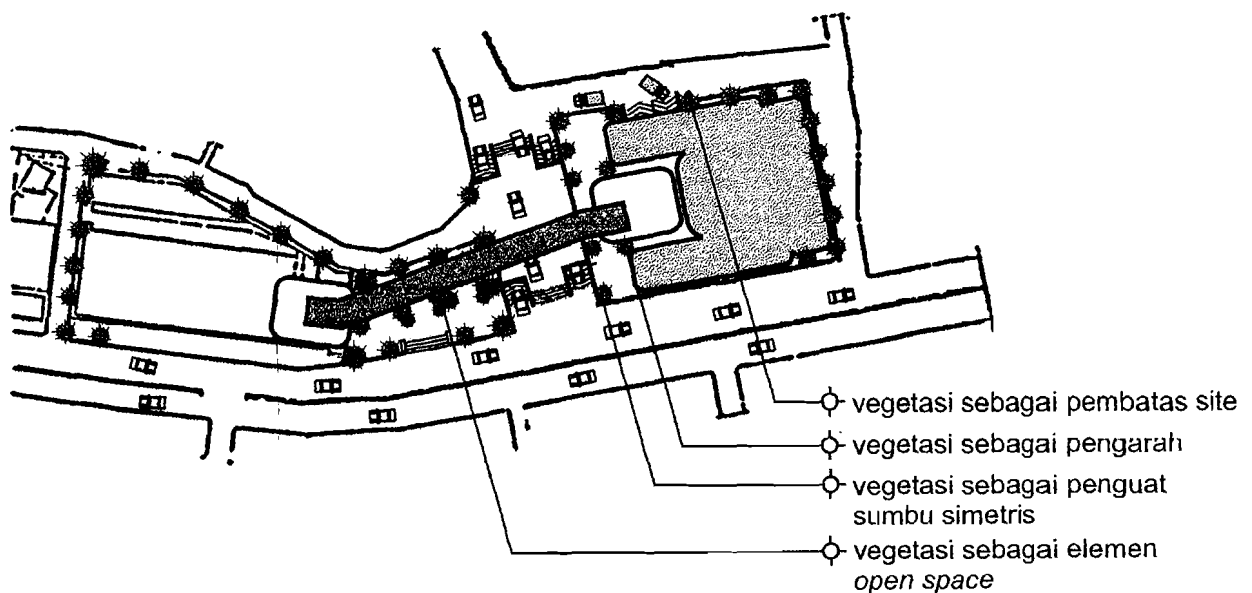 vegetasi sebagai pembatas site
vegetasi sebagai pengarah
vegetasi sebagai penguat
sumbu simetris
vegetasi sebagai elemen
open space